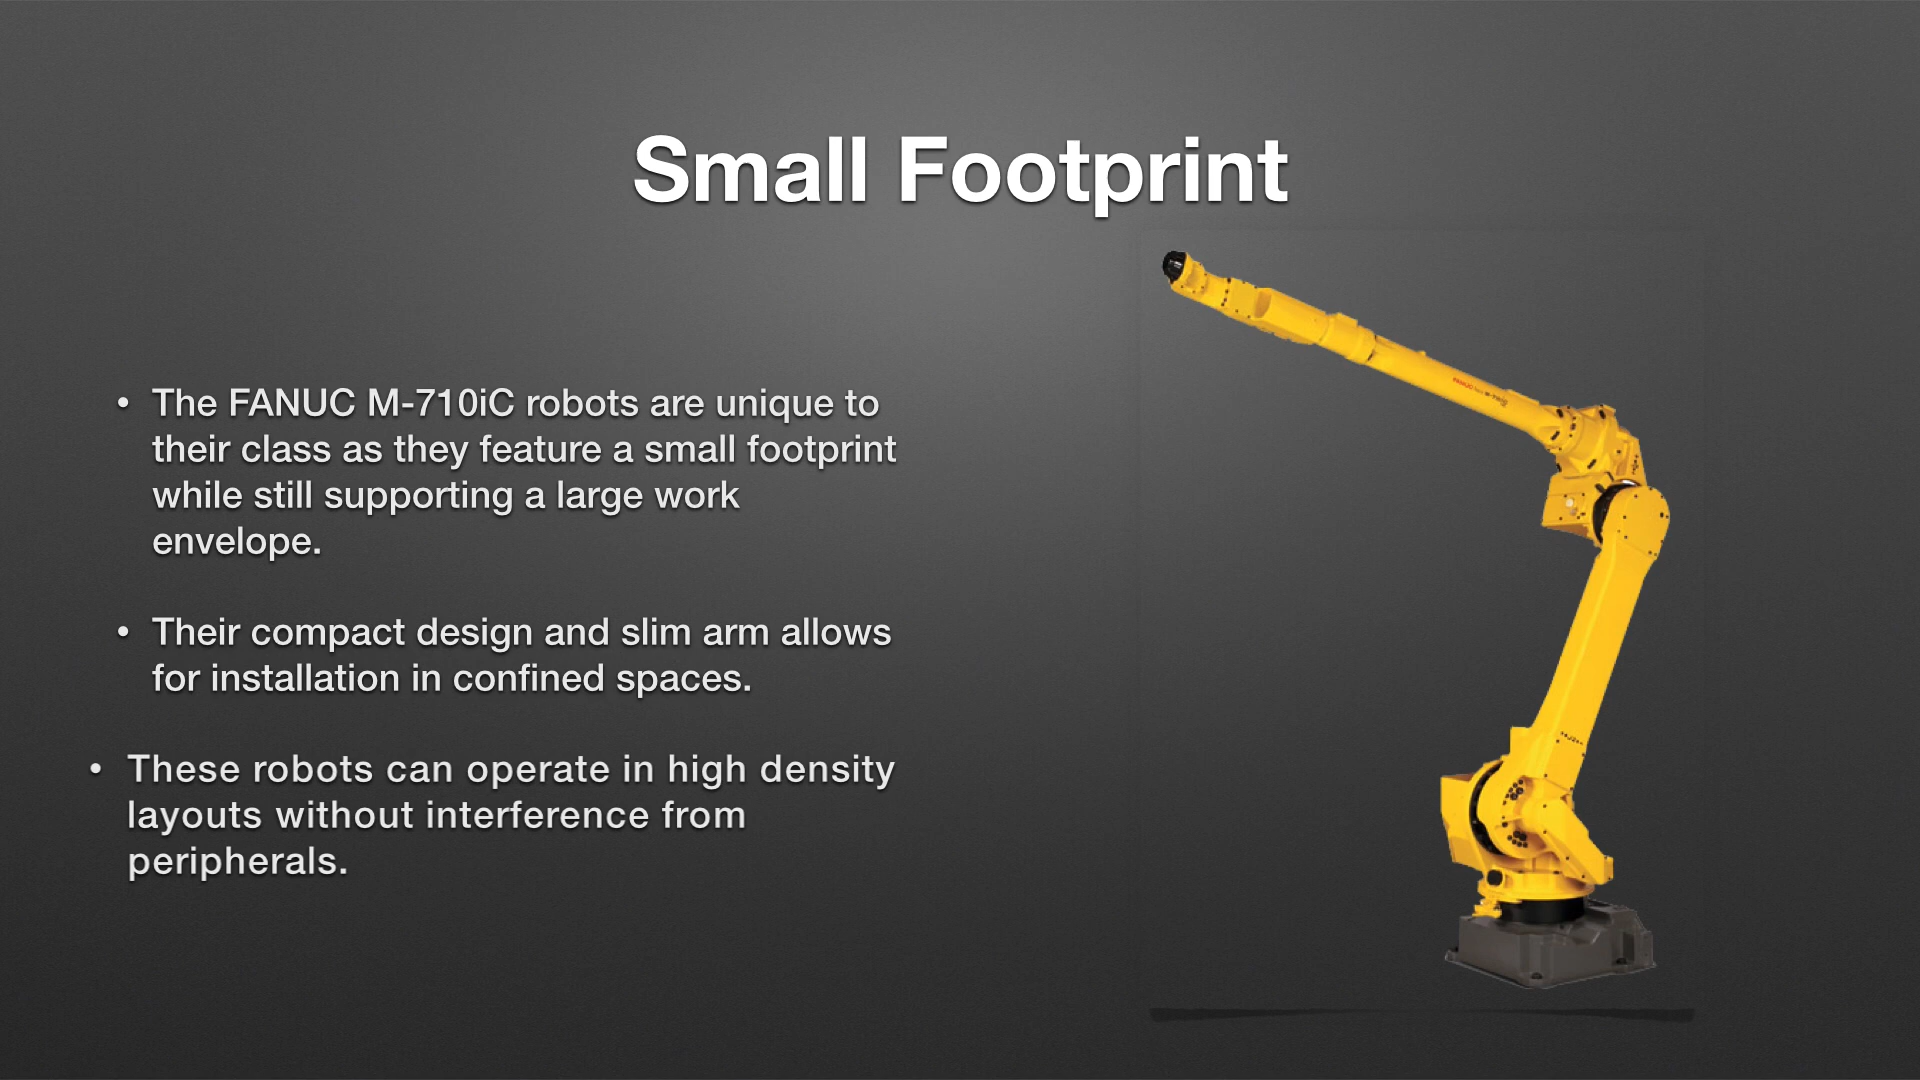 Small Footprint
• The FANUC M-710iC robots are unique to
their class as they feature a small footprint
while still supporting a large work
envelope.
• Their compact design and slim arm allows
for installation in confined spaces.
• These robots can operate in high density
layouts without interference from
peripherals.
FANUC